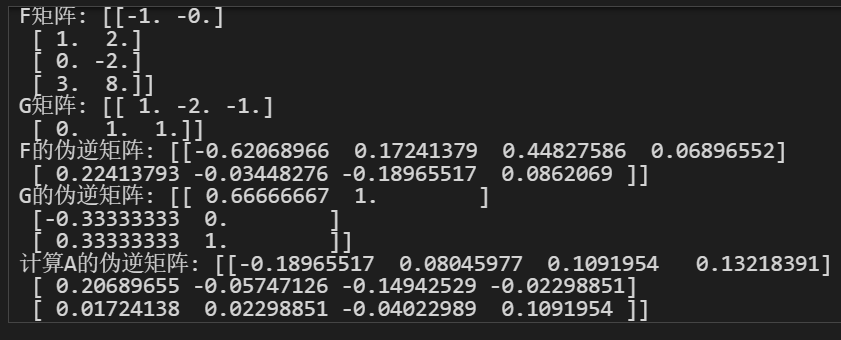 F矩阵: [[-1. -0.]
 [ 1.  2.]
 [ 0. -2.]
 [ 3.  8.]]
G矩阵: [[ 1. -2. -1.]
 [ 0.  1.  1.]]
F的伪逆矩阵: [[-0.62068966  0.17241379  0.44827586  0.06896552]
 [ 0.22413793 -0.03448276 -0.18965517  0.0862069 ]]
G的伪逆矩阵: [[ 0.66666667  1.        ]
 [-0.33333333  0.        ]
 [ 0.33333333  1.        ]]
计算A的伪逆矩阵: [[-0.18965517  0.08045977  0.1091954   0.13218391]
 [ 0.20689655 -0.05747126 -0.14942529 -0.02298851]
 [ 0.01724138  0.02298851 -0.04022989  0.1091954 ]]